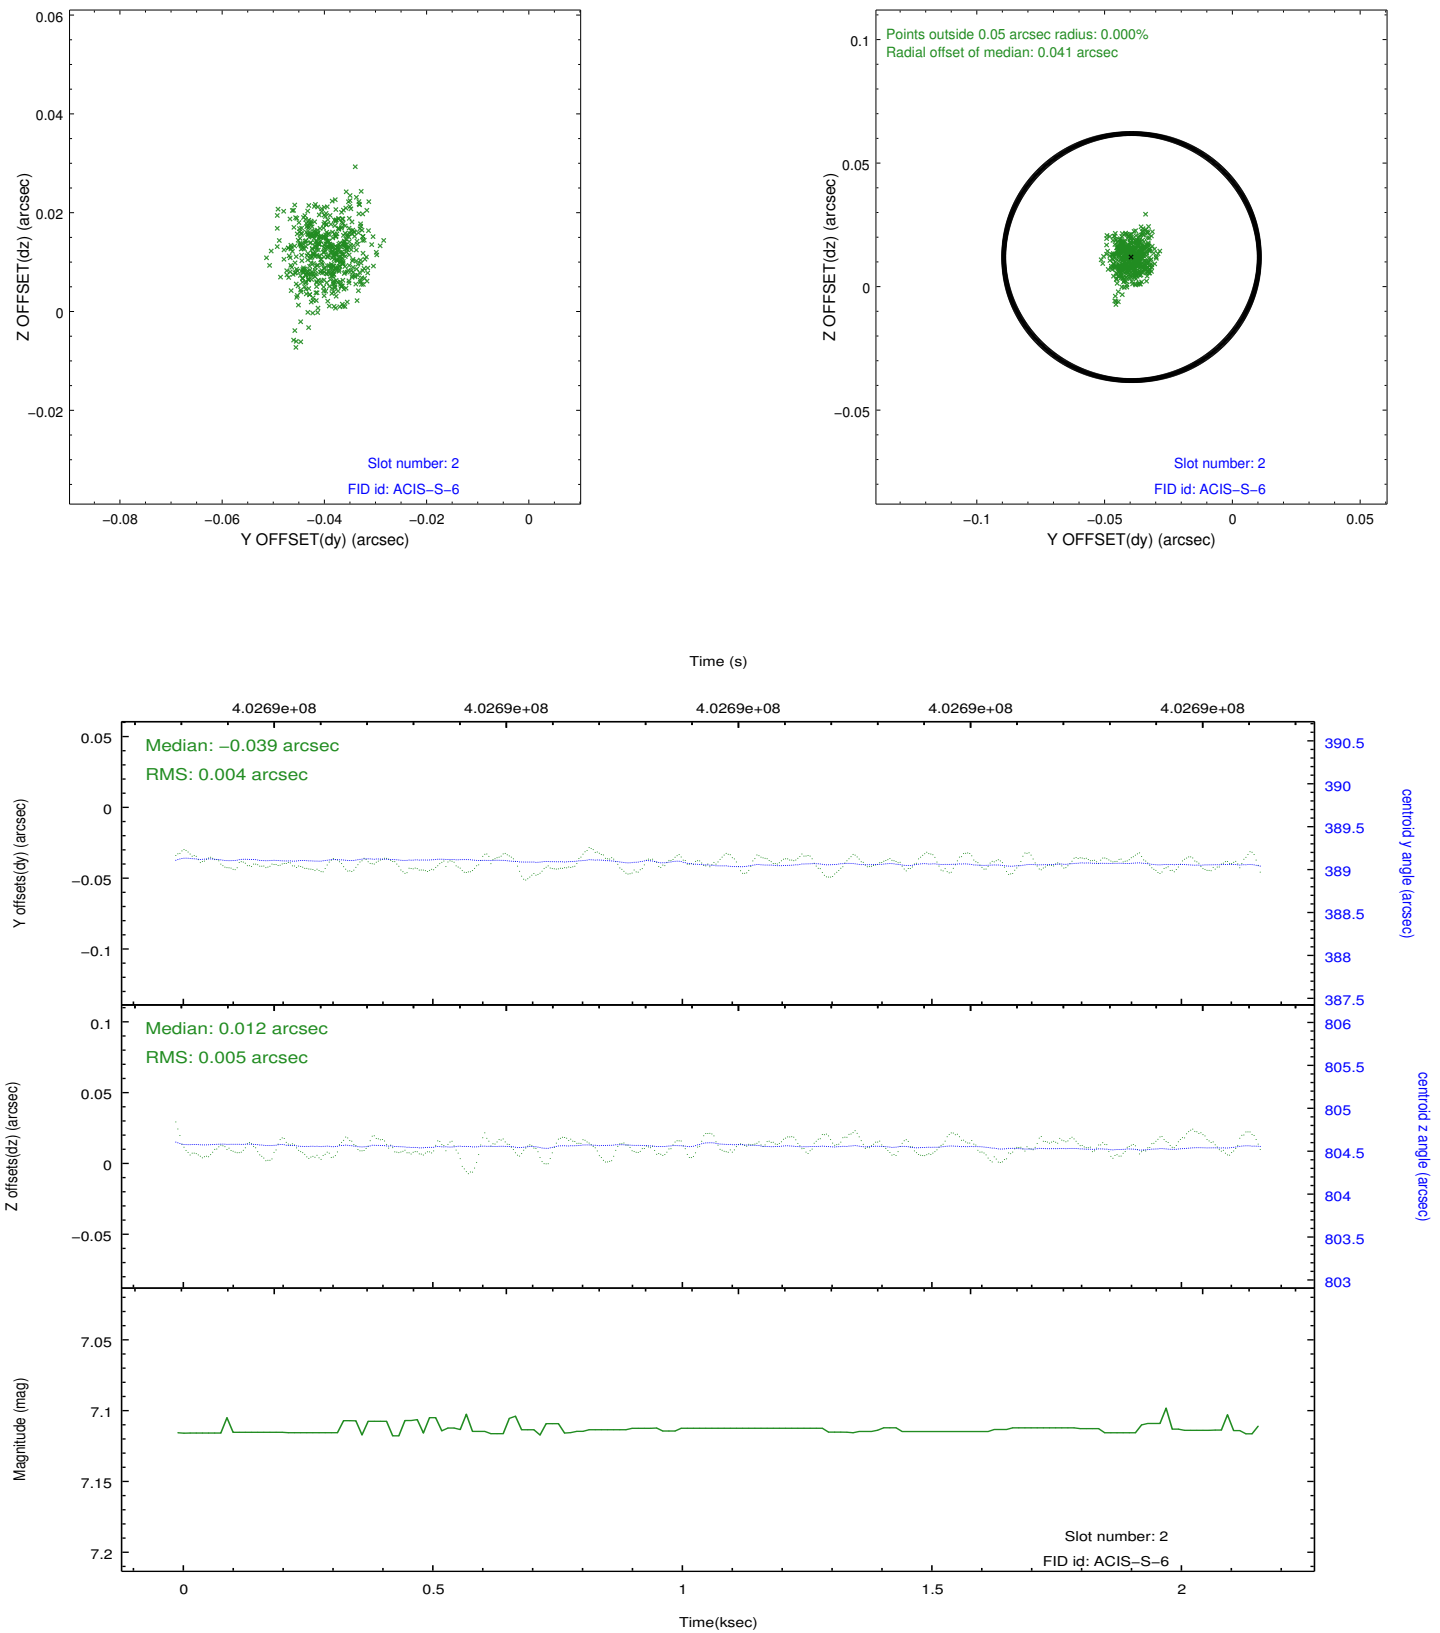 0.06
0.04
0.02
0
−0.02
Z OFFSET(dz) (arcsec)
Slot number: 2
FID id: ACIS−S−6
−0.08
−0.06
−0.04
−0.02
0
Y OFFSET(dy) (arcsec)
Points outside 0.05 arcsec radius: 0.000%
Radial offset of median: 0.041 arcsec
0.1
0.05
0
−0.05
Z OFFSET(dz) (arcsec)
Slot number: 2
FID id: ACIS−S−6
−0.1
−0.05
0
0.05
Y OFFSET(dy) (arcsec)
Time (s)
4.0269e+08
4.0269e+08
4.0269e+08
4.0269e+08
4.0269e+08
Median: −0.039 arcsec
RMS: 0.004 arcsec
0.05
0
−0.05
−0.1
Y offsets(dy) (arcsec)
390.5
390
389.5
389
388.5
388
387.5
centroid y angle (arcsec)
Median: 0.012 arcsec
RMS: 0.005 arcsec
0.1
0.05
0
−0.05
Z offsets(dz) (arcsec)
806
805.5
805
804.5
804
803.5
803
centroid z angle (arcsec)
7.05
7.1
7.15
7.2
Magnitude (mag)
Slot number: 2
FID id: ACIS−S−6
0
0.5
1
1.5
2
Time(ksec)